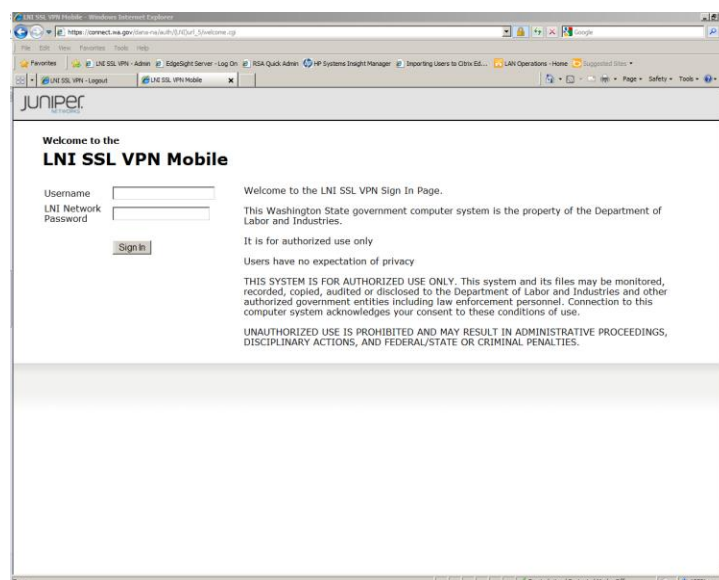 LNI SSL VPN Mobile - Windows Internet Explorer
https://connect.wa.gov/dana-na/auth/
welcome.cgi
Google
File Edit View Favorites Tools Help
Favorites
LNI SSL VPN - Admin
EdgeSight Server - Log On
RSA Quick Admin
HP Systems Insight Manager
Importing Users to Citrix Ed...
LAN Operations - Home
Suggested Sites
LNI SSL VPN - Logout
LNI SSL VPN Mobile
Page Safety Tools
JUNIPER
NETWORKS
Welcome to the
LNI SSL VPN Mobile
Username
LNI Network
Password
Sign In
Welcome to the LNI SSL VPN Sign In Page.
This Washington State government computer system is the property of the Department of
Labor and Industries.
It is for authorized use only
Users have no expectation of privacy
THIS SYSTEM IS FOR AUTHORIZED USE ONLY. This system and its files may be monitored,
recorded, copied, audited or disclosed to the Department of Labor and Industries and other
authorized government entities including law enforcement personnel. Connection to this
computer system acknowledges your consent to these conditions of use.
UNAUTHORIZED USE IS PROHIBITED AND MAY RESULT IN ADMINISTRATIVE PROCEEDINGS,
DISCIPLINARY ACTIONS, AND FEDERAL/STATE OR CRIMINAL PENALTIES.